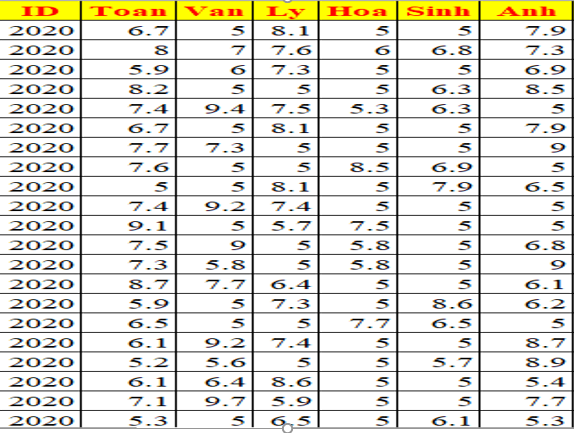 ID Toan Van Ly Hoa Sinh Anh
2020 6.7 5 8.1 5 5 7.9
2020 8 7 7.6 6 6.8 7.3
2020 5.9 6 7.3 5 5 6.9
2020 8.2 5 5 5 6.3 8.5
2020 7.4 9.4 7.5 5.3 6.3 5
2020 6.7 5 8.1 5 5 7.9
2020 7.7 7.3 5 5 5 9
2020 7.6 5 5 8.5 6.9 5
2020 5 5 8.1 5 7.9 6.5
2020 7.4 9.2 7.4 5 5 5
2020 9.1 5 5.7 7.5 5 5
2020 7.5 9 5 5.8 5 6.8
2020 7.3 5.8 5 5.8 5 9
2020 8.7 7.7 6.4 5 5 6.1
2020 5.9 5 7.3 5 8.6 6.2
2020 6.5 5 5 7.7 6.5 5
2020 6.1 9.2 7.4 5 5 8.7
2020 5.2 5.6 5 5 5.7 8.9
2020 6.1 6.4 8.6 5 5 5.4
2020 7.1 9.7 5.9 5 5 7.7
2020 5.3 5 6.5 5 6.1 5.3